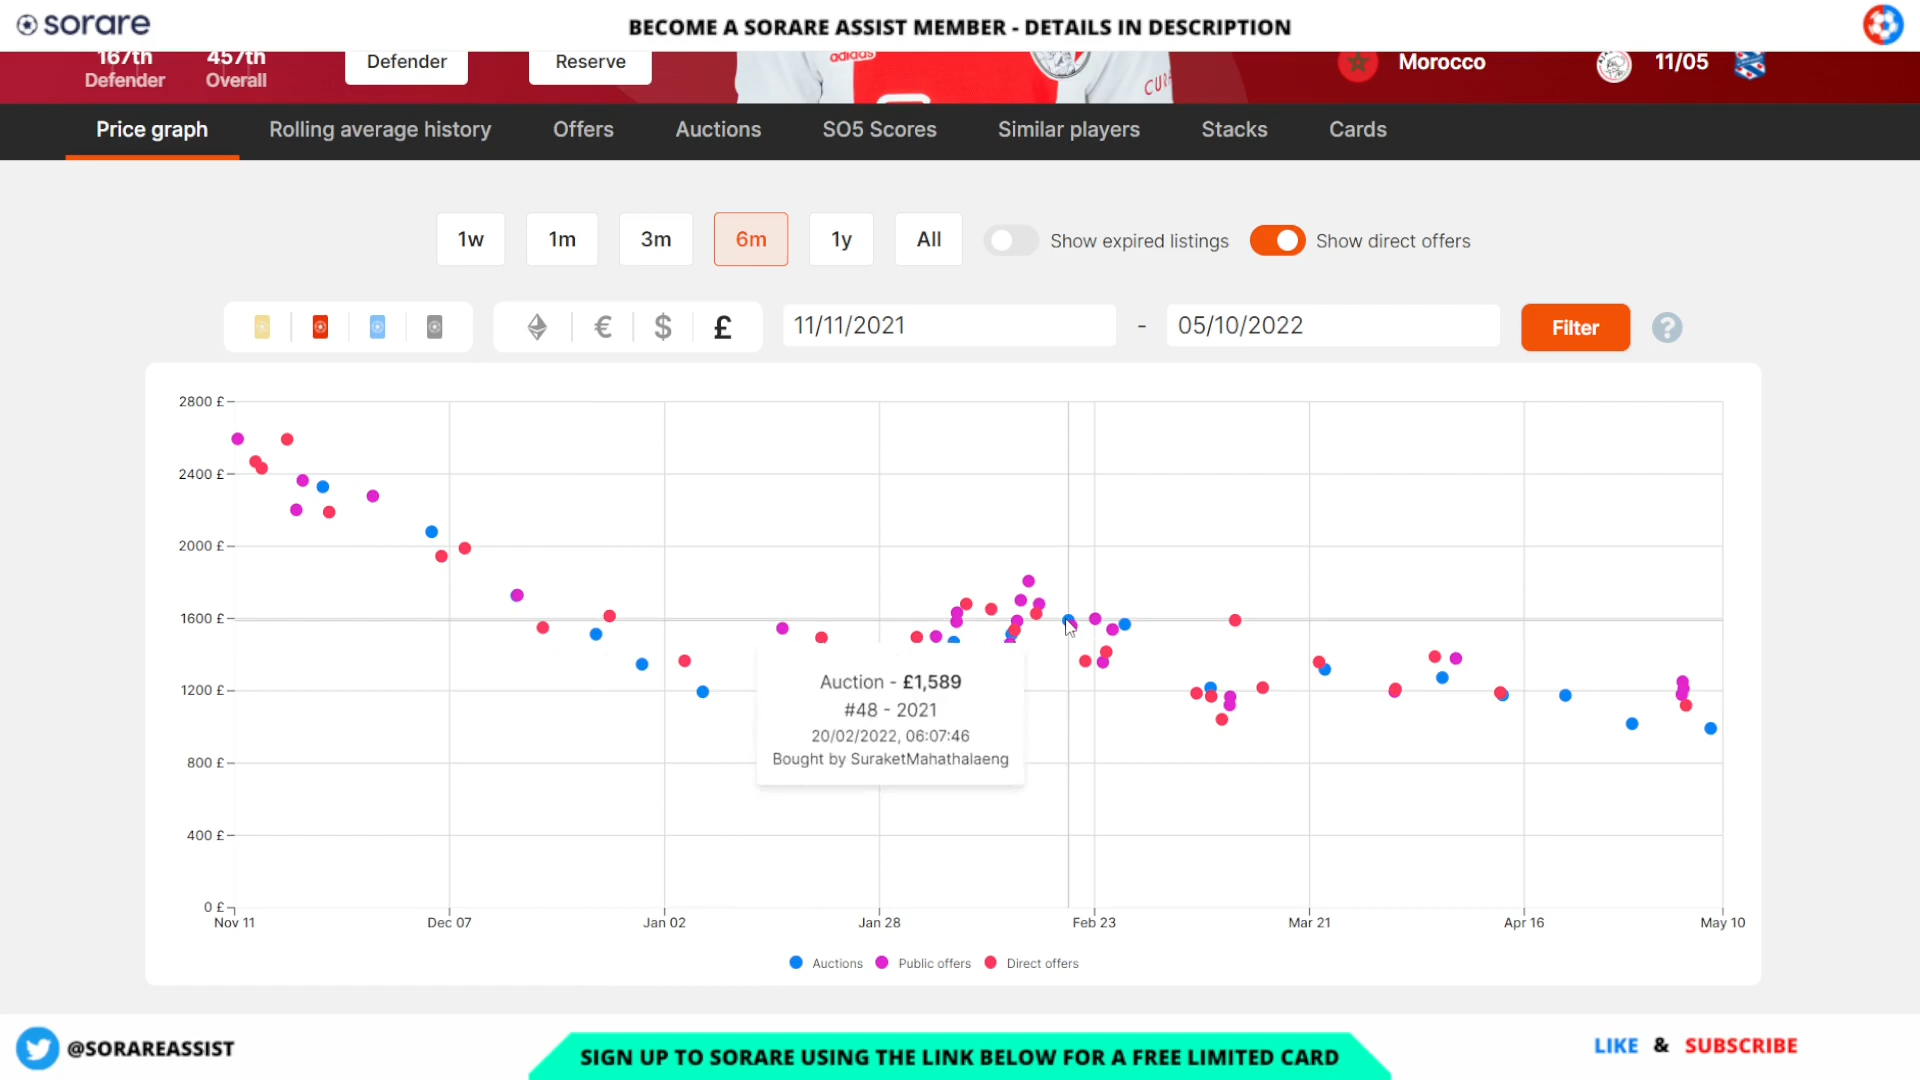 sorare
BECOME A SORARE ASSIST MEMBER - DETAILS IN DESCRIPTION
167th 457th
Defender Overall
Defender Reserve
adidas
CUR
Morocco 11/05
Price graph Rolling average history Offers Auctions SO5 Scores Similar players Stacks Cards
1w 1m 3m 6m 1y All Show expired listings Show direct offers
€ $ £ 11/11/2021 - 05/10/2022 Filter ?
2800 £
2400 £
2000 £
1600 £
1200 £
800 £
400 £
0 £
Auction - £1,589
#48 - 2021
20/02/2022, 06:07:46
Bought by SuraketMahathalaeng
Nov 11 Dec 07 Jan 02 Jan 28 Feb 23 Mar 21 Apr 16 May 10
Auctions Public offers Direct offers
@SORAREASSIST
SIGN UP TO SORARE USING THE LINK BELOW FOR A FREE LIMITED CARD
LIKE & SUBSCRIBE